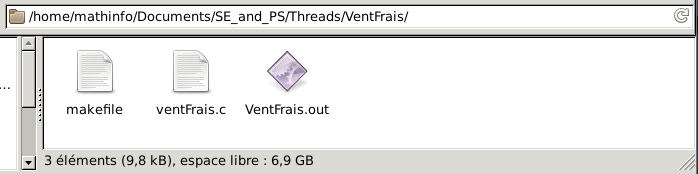 /home/mathinfo/Documents/SE_and_PS/Threads/VentFrais/
...
makefile ventFrais.c VentFrais.out
3 éléments (9,8 kB), espace libre : 6,9 GB